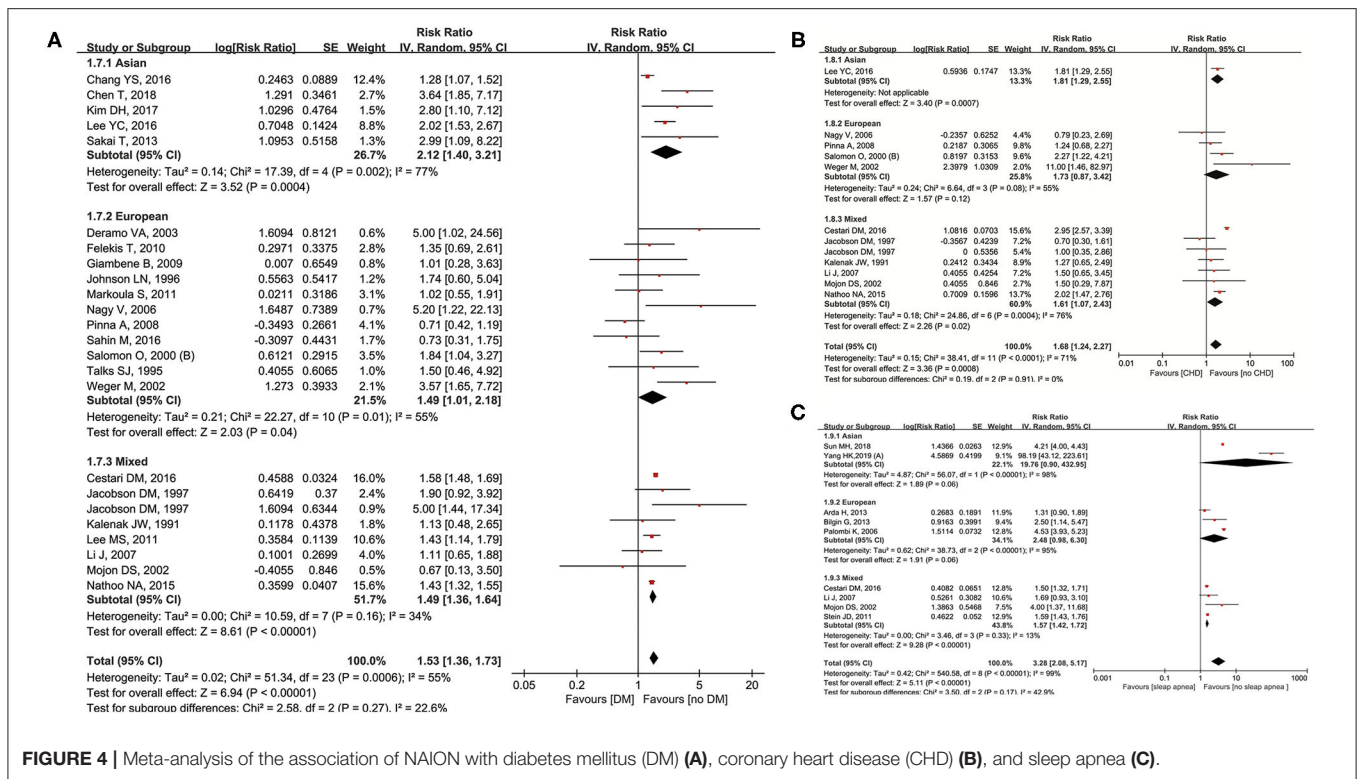 A
Risk Ratio Risk Ratio
Study or Subgroup log[Risk Ratio] SE Weight IV, Random, 95% CI IV, Random, 95% CI
1.7.1 Asian
Chang YS, 2016 0.2463 0.0889 12.4% 1.28 [1.07, 1.52]
Chen T, 2018 1.291 0.3461 2.7% 3.64 [1.85, 7.17]
Kim DH, 2017 1.0296 0.4764 1.5% 2.80 [1.10, 7.12]
Lee YC, 2016 0.7048 0.1424 8.8% 2.02 [1.53, 2.67]
Sakai T, 2013 1.0953 0.5158 1.3% 2.99 [1.09, 8.22]
Subtotal (95% CI) 26.7% 2.12 [1.40, 3.21]
Heterogeneity: Tau² = 0.14; Chi² = 17.39, df = 4 (P = 0.002); I² = 77%
Test for overall effect: Z = 3.52 (P = 0.0004)
1.7.2 European
Deramo VA, 2003 1.6094 0.8121 0.6% 5.00 [1.02, 24.56]
Felekis T, 2010 0.2971 0.3375 2.8% 1.35 [0.69, 2.61]
Giambene B, 2009 0.007 0.6549 0.8% 1.01 [0.28, 3.63]
Johnson LN, 1996 0.5563 0.5417 1.2% 1.74 [0.60, 5.04]
Markoula S, 2011 0.0211 0.3186 3.1% 1.02 [0.55, 1.91]
Nagy V, 2006 1.6487 0.7389 0.7% 5.20 [1.22, 22.13]
Pinna A, 2008 -0.3493 0.2661 4.1% 0.71 [0.42, 1.19]
Sahin M, 2016 -0.3097 0.4431 1.7% 0.73 [0.31, 1.75]
Salomon O, 2000 (B) 0.6121 0.2915 3.5% 1.84 [1.04, 3.27]
Talks SJ, 1995 0.4055 0.6065 1.0% 1.50 [0.46, 4.92]
Weger M, 2002 1.273 0.3933 2.1% 3.57 [1.65, 7.72]
Subtotal (95% CI) 21.5% 1.49 [1.01, 2.18]
Heterogeneity: Tau² = 0.21; Chi² = 22.27, df = 10 (P = 0.01); I² = 55%
Test for overall effect: Z = 2.03 (P = 0.04)
1.7.3 Mixed
Cestari DM, 2016 0.4588 0.0324 16.0% 1.58 [1.48, 1.69]
Jacobson DM, 1997 0.6419 0.37 2.4% 1.90 [0.92, 3.92]
Jacobson DM, 1997 1.6094 0.6344 0.9% 5.00 [1.44, 17.34]
Kalenak JW, 1991 0.1178 0.4378 1.8% 1.13 [0.48, 2.65]
Lee MS, 2011 0.3584 0.1139 10.6% 1.43 [1.14, 1.79]
Li J, 2007 0.1001 0.2699 4.0% 1.11 [0.65, 1.88]
Mojon DS, 2002 -0.4055 0.846 0.6% 0.67 [0.13, 3.50]
Nathoo NA, 2015 0.3599 0.0407 15.6% 1.43 [1.32, 1.55]
Subtotal (95% CI) 51.7% 1.49 [1.36, 1.64]
Heterogeneity: Tau² = 0.00; Chi² = 10.59, df = 7 (P = 0.16); I² = 34%
Test for overall effect: Z = 8.61 (P < 0.00001)
Total (95% CI) 100.0% 1.53 [1.36, 1.73]
Heterogeneity: Tau² = 0.02; Chi² = 51.34, df = 23 (P = 0.0006); I² = 55%
Test for overall effect: Z = 6.94 (P < 0.00001)
Test for subgroup differences: Chi² = 2.58, df = 2 (P = 0.27), I² = 22.6%
0.05 0.2 1 5 20
Favours [DM] Favours [no DM]
B
Risk Ratio Risk Ratio
Study or Subgroup log[Risk Ratio] SE Weight IV, Random, 95% CI IV, Random, 95% CI
1.8.1 Asian
Lee YC, 2016 0.5936 0.1747 13.3% 1.81 [1.29, 2.55]
Subtotal (95% CI) 13.3% 1.81 [1.29, 2.55]
Heterogeneity: Not applicable
Test for overall effect: Z = 3.40 (P = 0.0007)
1.8.2 European
Nagy V, 2006 -0.2357 0.6252 4.4% 0.79 [0.23, 2.69]
Pinna A, 2008 0.2187 0.3065 9.8% 1.24 [0.68, 2.27]
Salomon O, 2000 (B) 0.8197 0.3153 9.6% 2.27 [1.22, 4.21]
Weger M, 2002 2.3979 1.0309 2.0% 11.00 [1.46, 82.97]
Subtotal (95% CI) 25.8% 1.73 [0.87, 3.42]
Heterogeneity: Tau² = 0.24; Chi² = 6.64, df = 3 (P = 0.08); I² = 55%
Test for overall effect: Z = 1.57 (P = 0.12)
1.8.3 Mixed
Cestari DM, 2016 1.0816 0.0703 15.6% 2.95 [2.57, 3.39]
Jacobson DM, 1997 -0.3567 0.4239 7.2% 0.70 [0.30, 1.61]
Jacobson DM, 1997 0 0.5356 5.5% 1.00 [0.35, 2.86]
Kalenak JW, 1991 0.2412 0.3434 8.9% 1.27 [0.65, 2.49]
Li J, 2007 0.4055 0.4254 7.2% 1.50 [0.65, 3.45]
Mojon DS, 2002 0.4055 0.846 2.7% 1.50 [0.29, 7.87]
Nathoo NA, 2015 0.7009 0.1596 13.7% 2.02 [1.47, 2.76]
Subtotal (95% CI) 60.9% 1.61 [1.07, 2.43]
Heterogeneity: Tau² = 0.18; Chi² = 24.86, df = 6 (P = 0.0004); I² = 76%
Test for overall effect: Z = 2.26 (P = 0.02)
Total (95% CI) 100.0% 1.68 [1.24, 2.27]
Heterogeneity: Tau² = 0.15; Chi² = 38.41, df = 11 (P < 0.0001); I² = 71%
Test for overall effect: Z = 3.36 (P = 0.0008)
Test for subgroup differences: Chi² = 0.19, df = 2 (P = 0.91), I² = 0%
0.01 0.1 1 10 100
Favours [CHD] Favours [no CHD]
C
Risk Ratio Risk Ratio
Study or Subgroup log[Risk Ratio] SE Weight IV, Random, 95% CI IV, Random, 95% CI
1.9.1 Asian
Sun MH, 2018 1.4366 0.0263 12.9% 4.21 [4.00, 4.43]
Yang HK,2019 (A) 4.5869 0.4199 9.1% 98.19 [43.12, 223.61]
Subtotal (95% CI) 22.1% 19.76 [0.90, 432.95]
Heterogeneity: Tau² = 4.87; Chi² = 56.07, df = 1 (P < 0.00001); I² = 98%
Test for overall effect: Z = 1.89 (P = 0.06)
1.9.2 European
Arda H, 2013 0.2683 0.1891 11.9% 1.31 [0.90, 1.89]
Bilgin G, 2013 0.9163 0.3991 9.4% 2.50 [1.14, 5.47]
Palombi K, 2006 1.5114 0.0732 12.8% 4.53 [3.93, 5.23]
Subtotal (95% CI) 34.1% 2.48 [0.98, 6.30]
Heterogeneity: Tau² = 0.62; Chi² = 38.73, df = 2 (P < 0.00001); I² = 95%
Test for overall effect: Z = 1.91 (P = 0.06)
1.9.3 Mixed
Cestari DM, 2016 0.4082 0.0651 12.8% 1.50 [1.32, 1.71]
Li J, 2007 0.5261 0.3082 10.6% 1.69 [0.93, 3.10]
Mojon DS, 2002 1.3863 0.5468 7.5% 4.00 [1.37, 11.68]
Stein JD, 2011 0.4622 0.052 12.9% 1.59 [1.43, 1.76]
Subtotal (95% CI) 43.8% 1.57 [1.42, 1.72]
Heterogeneity: Tau² = 0.00; Chi² = 3.46, df = 3 (P = 0.33); I² = 13%
Test for overall effect: Z = 9.28 (P < 0.00001)
Total (95% CI) 100.0% 3.28 [2.08, 5.17]
Heterogeneity: Tau² = 0.42; Chi² = 540.58, df = 8 (P < 0.00001); I² = 99%
Test for overall effect: Z = 5.11 (P < 0.00001)
Test for subgroup differences: Chi² = 3.50, df = 2 (P = 0.17), I² = 42.9%
0.001 0.1 1 10 1000
Favours [sleep apnea] Favours [no sleep apnea ]
FIGURE 4 | Meta-analysis of the association of NAION with diabetes mellitus (DM) (A), coronary heart disease (CHD) (B), and sleep apnea (C).